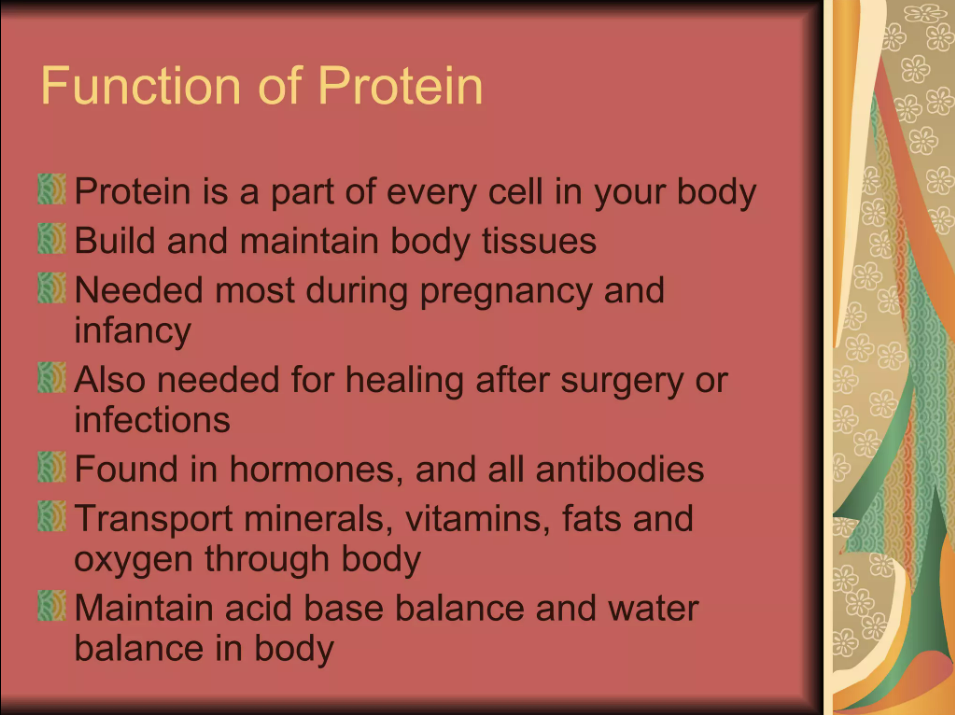 Function of Protein
Protein is a part of every cell in your body
Build and maintain body tissues
Needed most during pregnancy and
infancy
Also needed for healing after surgery or
infections
Found in hormones, and all antibodies
Transport minerals, vitamins, fats and
oxygen through body
Maintain acid base balance and water
balance in body